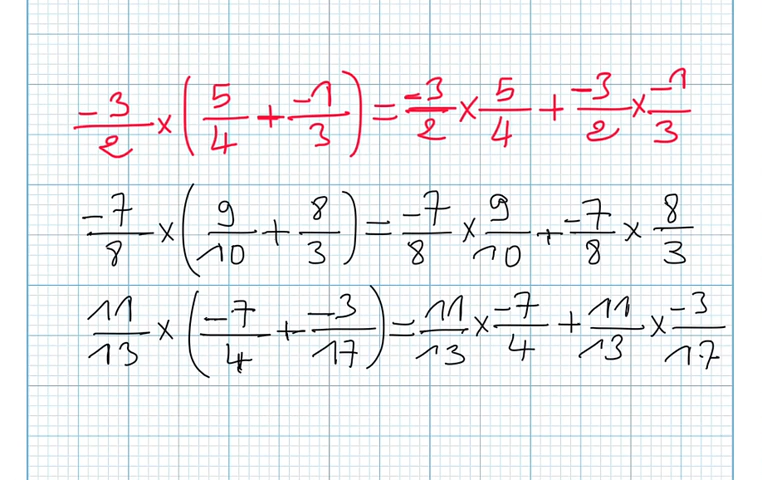 -3/2 × (5/4 + -1/3) = -3/2 × 5/4 + -3/2 × -1/3
-7/8 × (9/10 + 8/3) = -7/8 × 9/10 + -7/8 × 8/3
11/13 × (-7/4 + -3/17) = 11/13 × -7/4 + 11/13 × -3/17